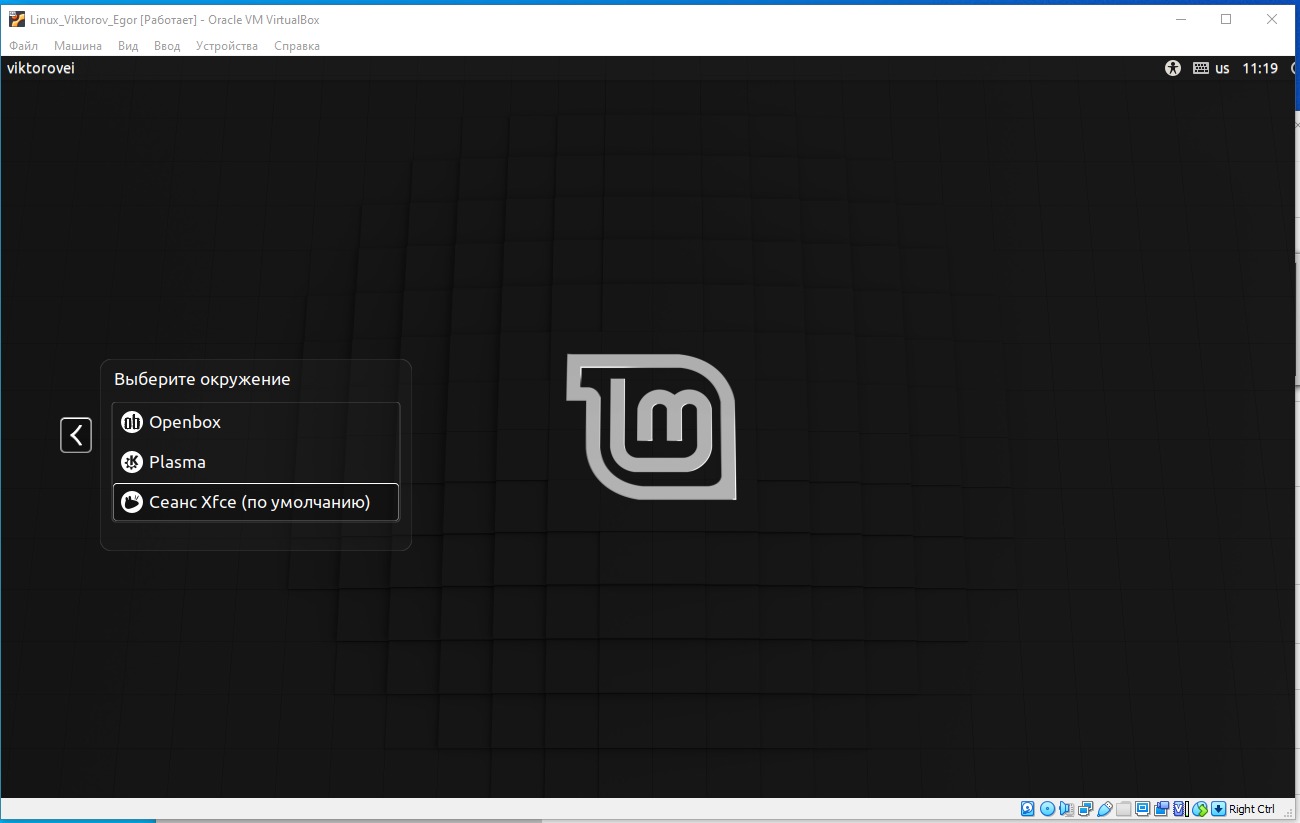 Linux_Viktorov_Egor [Работает] - Oracle VM VirtualBox
Файл Машина Вид Ввод Устройства Справка
viktorovei us 11:19
Выберите окружение
Openbox
Plasma
Сеанс Xfce (по умолчанию)
Right Ctrl